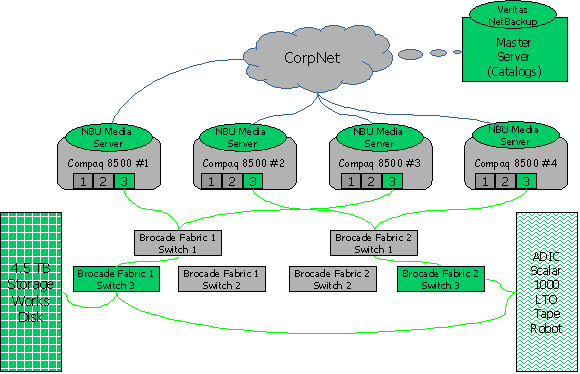 Veritas
NetBackup
Master
Server
(Catalogs)
CorpNet
NBU Media
Server
Compaq 8500 #1
1 2 3
NBU Media
Server
Compaq 8500 #2
1 2 3
NBU Media
Server
Compaq 8500 #3
1 2 3
NBU Media
Server
Compaq 8500 #4
1 2 3
Brocade Fabric 1
Switch 1
Brocade Fabric 2
Switch 1
Brocade Fabric 1
Switch 3
Brocade Fabric 1
Switch 2
Brocade Fabric 2
Switch 2
Brocade Fabric 2
Switch 3
4.5 TB
Storage
Works
Disk
ADIC
Scalar
1000
LTO
Tape
Robot